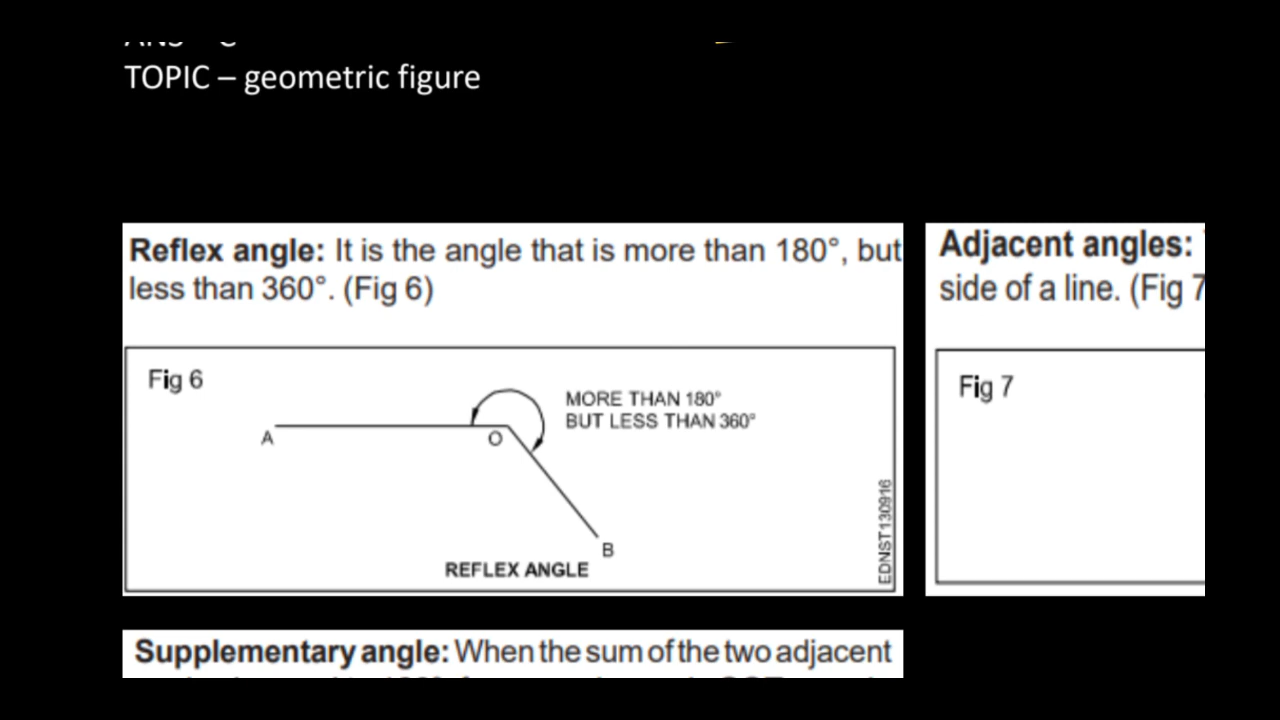 TOPIC – geometric figure
Reflex angle: It is the angle that is more than 180°, but
less than 360°. (Fig 6)
Fig 6
MORE THAN 180°
BUT LESS THAN 360°
A
O
B
REFLEX ANGLE
EDNST130916
Adjacent angles:
side of a line. (Fig 7
Fig 7
Supplementary angle: When the sum of the two adjacent